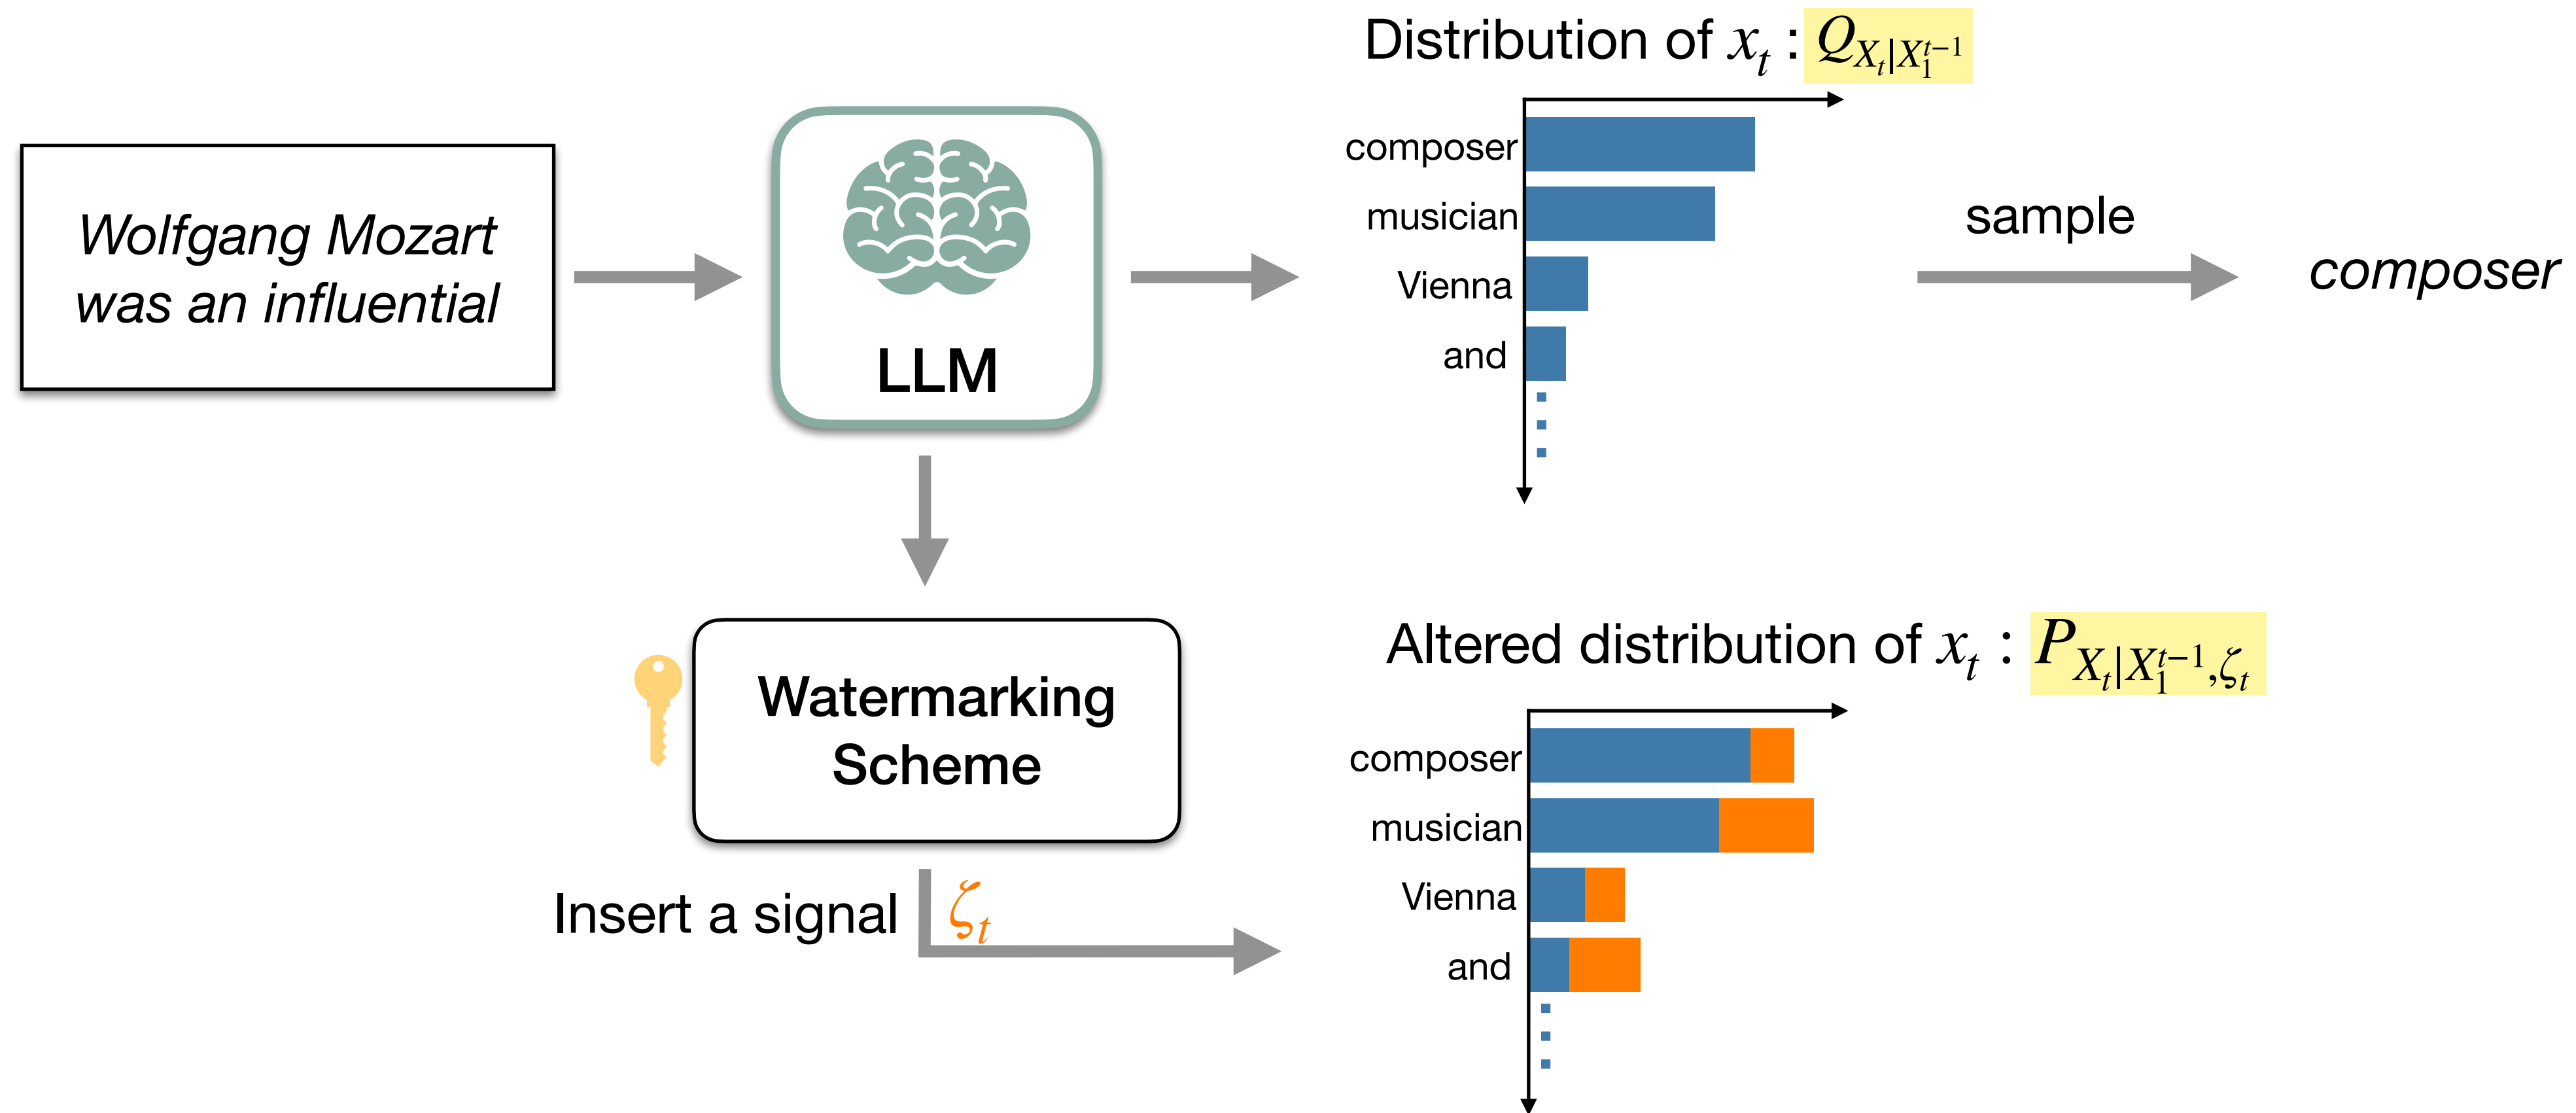 Distribution of x_t : Q_{X_t|X_1^{t-1}}
Wolfgang Mozart
was an influential
LLM
composer
musician
Vienna
and
sample
composer
Watermarking
Scheme
Insert a signal ζ_t
Altered distribution of x_t : P_{X_t|X_1^{t-1},ζ_t}
composer
musician
Vienna
and